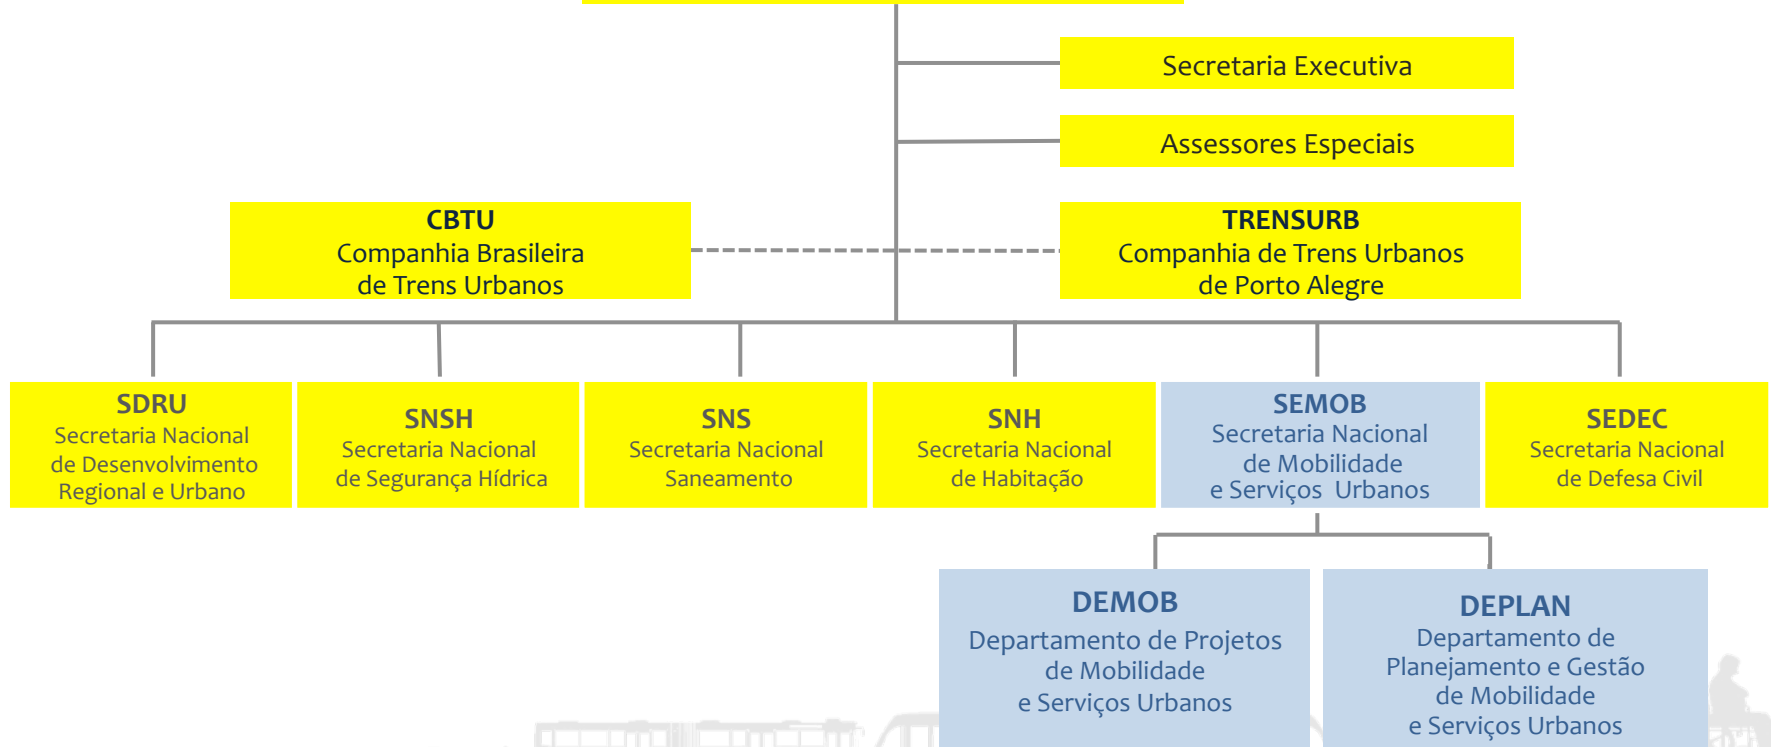 Secretaria Executiva
Assessores Especiais
CBTU
Companhia Brasileira
de Trens Urbanos
TRENSURB
Companhia de Trens Urbanos
de Porto Alegre
SDRU
Secretaria Nacional
de Desenvolvimento
Regional e Urbano
SNSH
Secretaria Nacional
de Segurança Hídrica
SNS
Secretaria Nacional
Saneamento
SNH
Secretaria Nacional
de Habitação
SEMOB
Secretaria Nacional
de Mobilidade
e Serviços Urbanos
SEDEC
Secretaria Nacional
de Defesa Civil
DEMOB
Departamento de Projetos
de Mobilidade
e Serviços Urbanos
DEPLAN
Departamento de
Planejamento e Gestão
de Mobilidade
e Serviços Urbanos